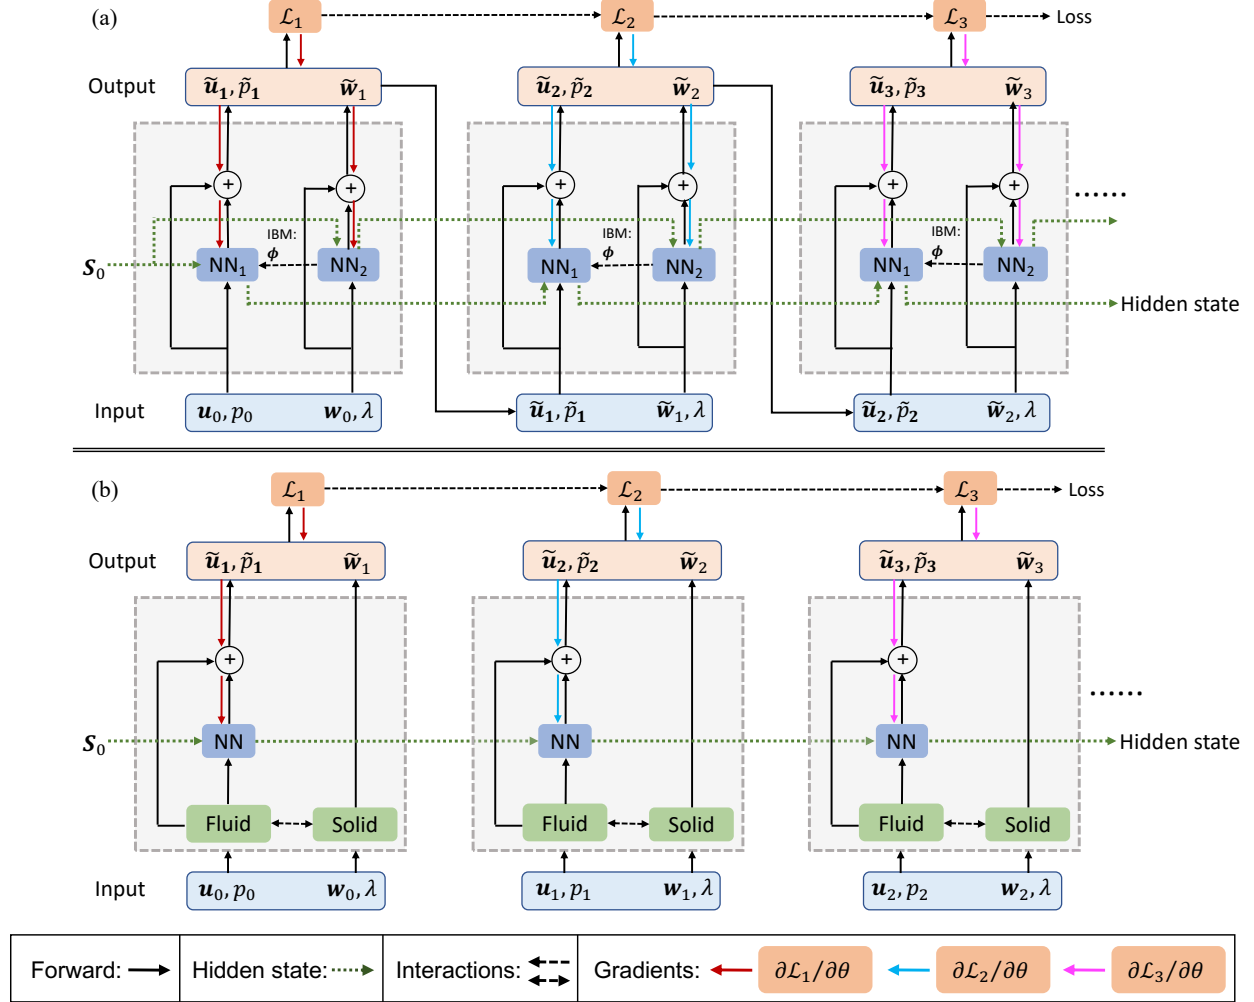 (a)
ℒ₁ ℒ₂ ℒ₃ Loss
Output 𝒖̃₁, p̃₁ 𝒘̃₁ 𝒖̃₂, p̃₂ 𝒘̃₂ 𝒖̃₃, p̃₃ 𝒘̃₃
+ + + + + +
......
IBM: IBM: IBM:
𝑺₀ NN₁ ϕ NN₂ NN₁ ϕ NN₂ NN₁ ϕ NN₂
Hidden state
Input 𝒖₀, p₀ 𝒘₀, λ 𝒖̃₁, p̃₁ 𝒘̃₁, λ 𝒖̃₂, p̃₂ 𝒘̃₂, λ
(b)
ℒ₁ ℒ₂ ℒ₃ Loss
Output 𝒖̃₁, p̃₁ 𝒘̃₁ 𝒖̃₂, p̃₂ 𝒘̃₂ 𝒖̃₃, p̃₃ 𝒘̃₃
+ + +
......
𝑺₀ NN NN NN Hidden state
Fluid Solid Fluid Solid Fluid Solid
Input 𝒖₀, p₀ 𝒘₀, λ 𝒖₁, p₁ 𝒘₁, λ 𝒖₂, p₂ 𝒘₂, λ
Forward: Hidden state: Interactions: Gradients: ∂ℒ₁/∂θ ∂ℒ₂/∂θ ∂ℒ₃/∂θ